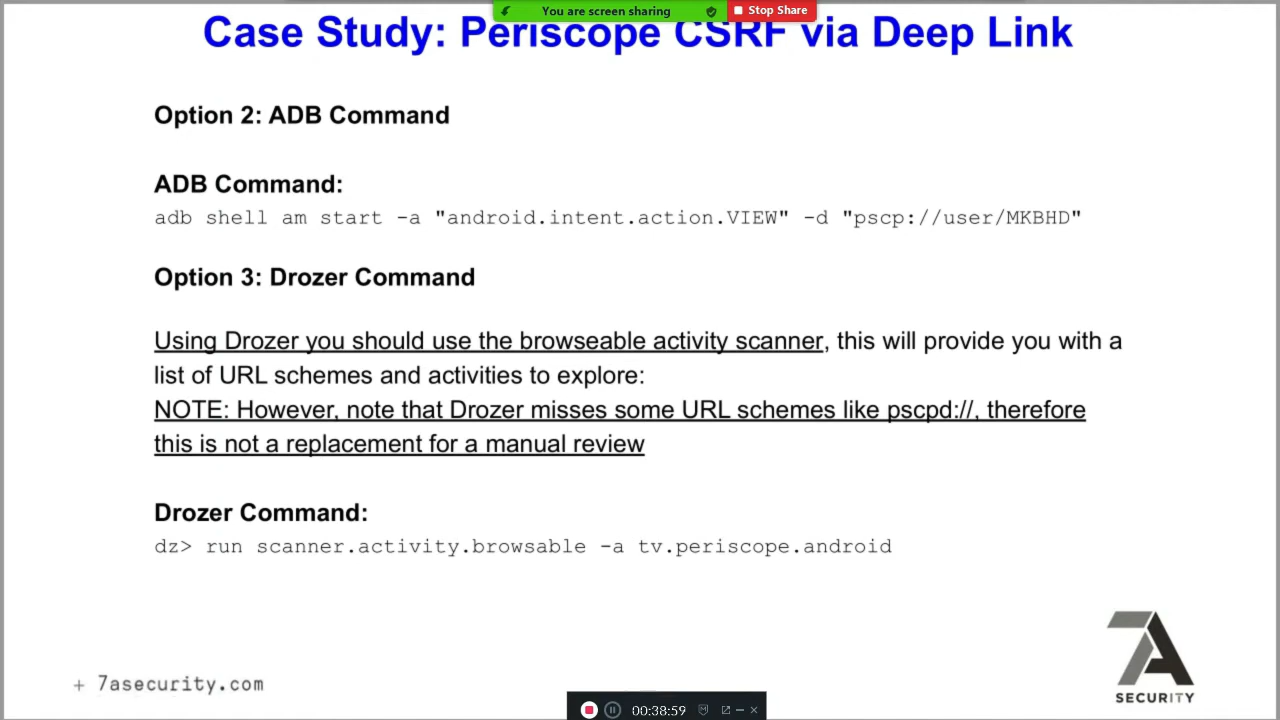 You are screen sharing
Stop Share
Case Study: Periscope CSRF via Deep Link
Option 2: ADB Command
ADB Command:
adb shell am start -a "android.intent.action.VIEW" -d "pscp://user/MKBHD"
Option 3: Drozer Command
Using Drozer you should use the browseable activity scanner, this will provide you with a
list of URL schemes and activities to explore:
NOTE: However, note that Drozer misses some URL schemes like pscpd://, therefore
this is not a replacement for a manual review
Drozer Command:
dz> run scanner.activity.browsable -a tv.periscope.android
7A
SECURITY
+ 7asecurity.com
00:38:59